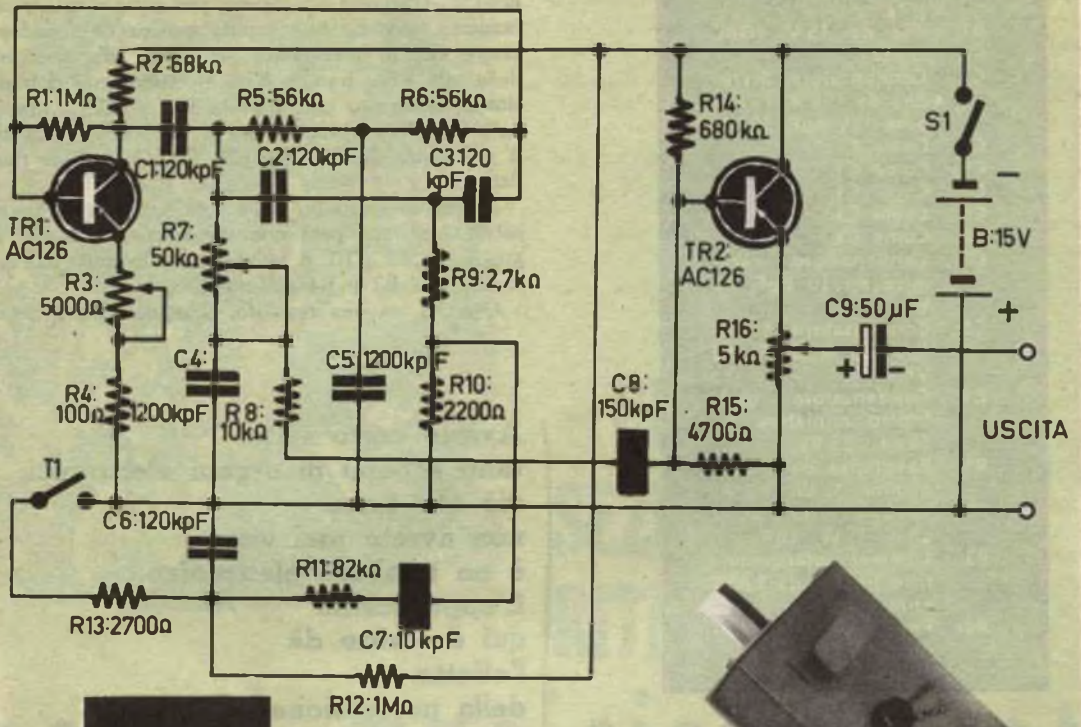 R2:68kΩ
R1:1MΩ
R5:56kΩ
R6:56kΩ
R14:
680kΩ
S1
C1:120kpF
C2:120kpF
C3:120
kpF
TR1:
AC126
R7:
50kΩ
R9:2,7kΩ
TR2:
AC126
B:15V
-
+
R3:
5000Ω
C9:50µF
R16:
5kΩ
+
-
C4:
1200kpF
C5:1200kpF
R4:
100Ω
R8:
10kΩ
R10:
2200Ω
C8:
150kpF
R15:
4700Ω
USCITA
T1
C6:120kpF
R11:82kΩ
R13:2700Ω
C7:10kpF
R12:1MΩ